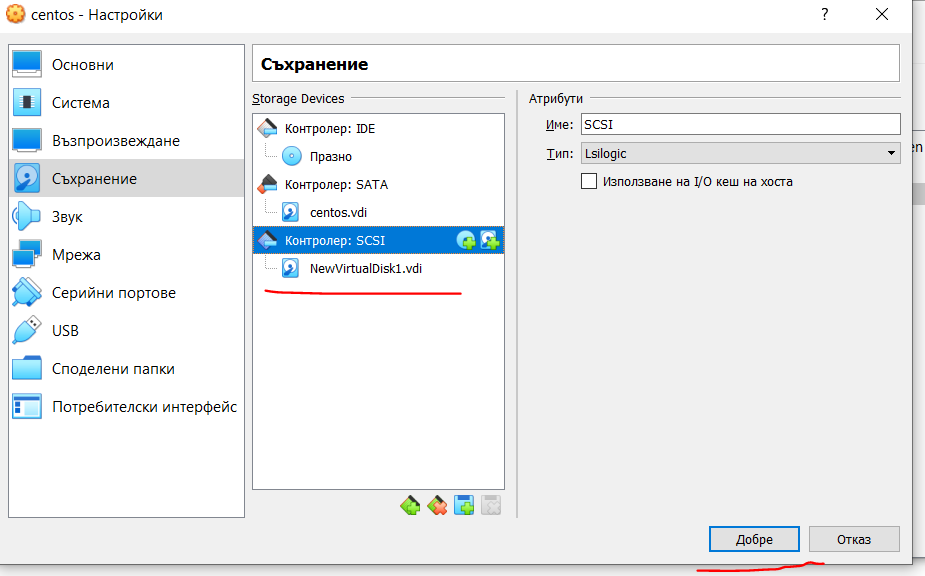 centos - Настройки
?
Основни
Система
Възпроизвеждане
Съхранение
Звук
Мрежа
Серийни портове
USB
Споделени папки
Потребителски интерфейс
Съхранение
Storage Devices
Контролер: IDE
Празно
Контролер: SATA
centos.vdi
Контролер: SCSI
NewVirtualDisk1.vdi
Атрибути
Име: SCSI
Тип: Lsilogic
Използване на I/O кеш на хоста
en
Добре
Отказ